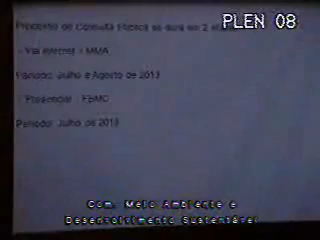 PLEN 08
Processo de Consulta Pública se dará em 2
- Via Internet - MMA
Período: Julho e Agosto de 2013
- Presencial - FBMC
Período: Julho de 2013
Com. Meio Ambiente e
Desenvolvimento Sustentável